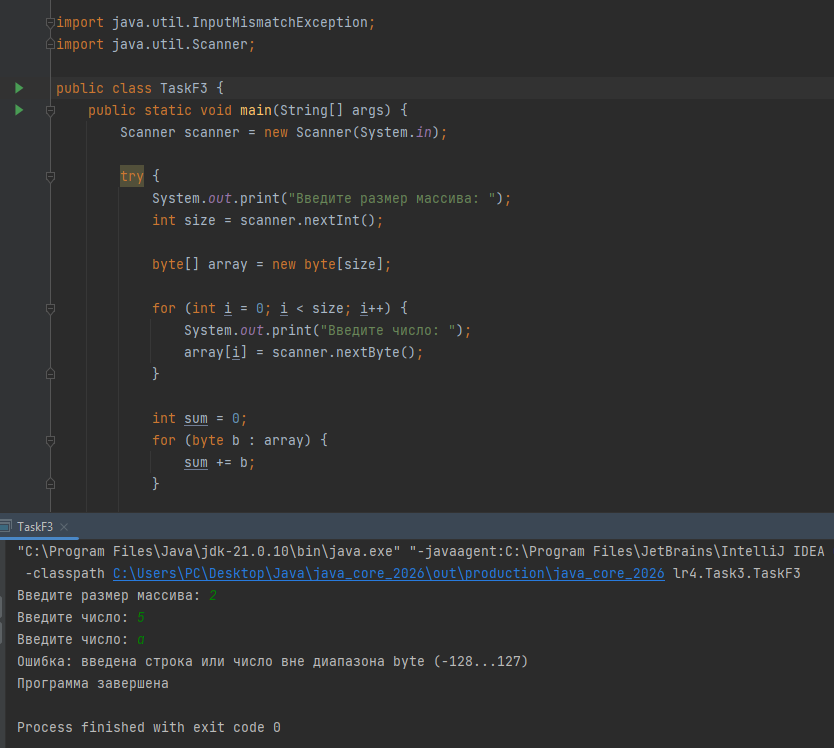 import java.util.InputMismatchException;
import java.util.Scanner;
public class TaskF3 {
public static void main(String[] args) {
Scanner scanner = new Scanner(System.in);
try {
System.out.print("Введите размер массива: ");
int size = scanner.nextInt();
byte[] array = new byte[size];
for (int i = 0; i < size; i++) {
System.out.print("Введите число: ");
array[i] = scanner.nextByte();
}
int sum = 0;
for (byte b : array) {
sum += b;
}
TaskF3
"C:\Program Files\Java\jdk-21.0.10\bin\java.exe" "-javaagent:C:\Program Files\JetBrains\IntelliJ IDEA
-classpath C:\Users\PC\Desktop\Java\java_core_2026\out\production\java_core_2026 lr4.Task3.TaskF3
Введите размер массива: 2
Введите число: 5
Введите число: а
Ошибка: введена строка или число вне диапазона byte (-128...127)
Программа завершена
Process finished with exit code 0